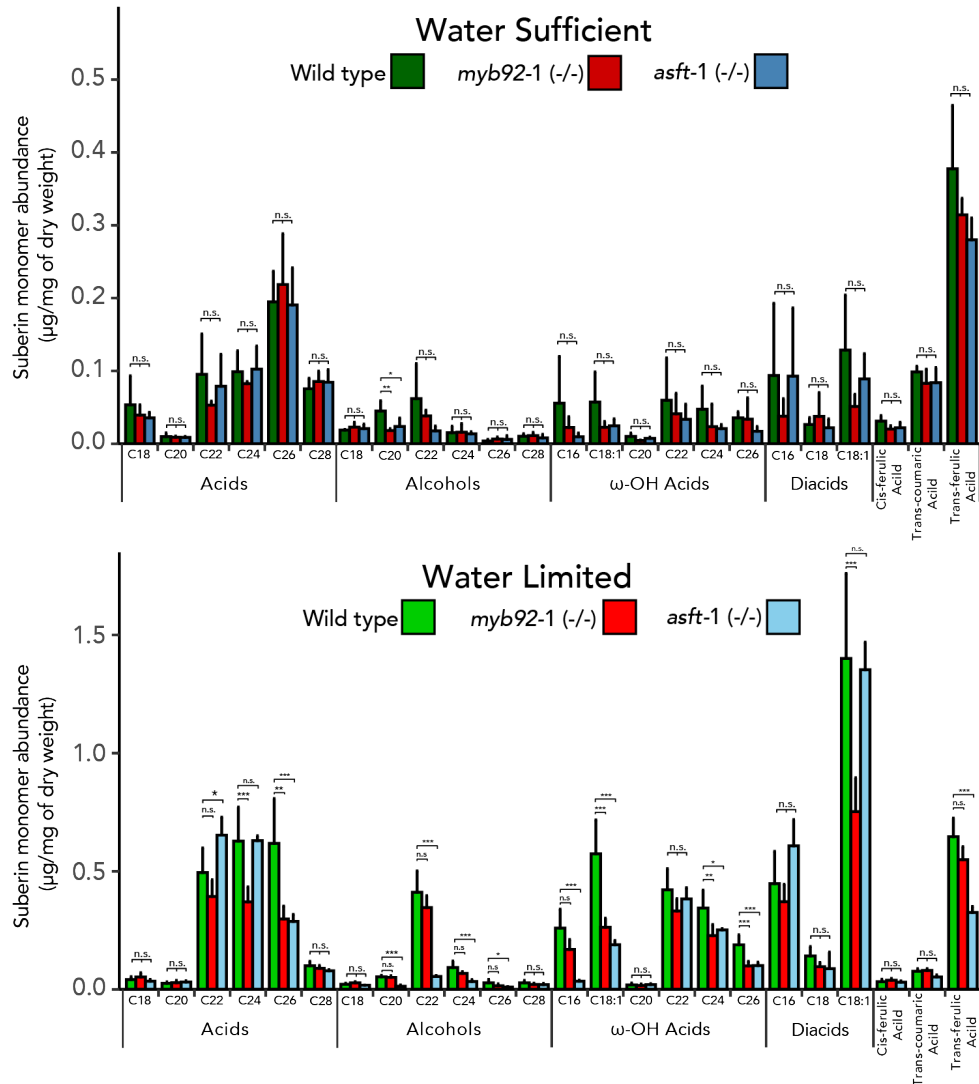 Water Sufficient
Wild type myb92-1 (-/-) asft-1 (-/-)
Suberin monomer abundance
(µg/mg of dry weight)
0.5
0.4
0.3
0.2
0.1
0.0
n.s. n.s. n.s. n.s. n.s. n.s. n.s. ** * n.s. n.s. n.s. n.s. n.s. n.s. n.s. n.s. n.s. n.s. n.s. n.s. n.s. n.s. n.s. n.s.
C18 C20 C22 C24 C26 C28 C18 C20 C22 C24 C26 C28 C16 C18:1 C20 C22 C24 C26 C16 C18 C18:1
Acids Alcohols ω-OH Acids Diacids
Cis-ferulic
Acild
Trans-coumaric
Acild
Trans-ferulic
Acild
Water Limited
Wild type myb92-1 (-/-) asft-1 (-/-)
Suberin monomer abundance
(µg/mg of dry weight)
1.5
1.0
0.5
0.0
n.s. n.s. n.s. * *** n.s. ** *** n.s. n.s. n.s. *** n.s *** n.s *** n.s. * n.s. n.s *** *** *** n.s. n.s. ** * *** *** n.s. n.s. *** n.s. n.s. n.s. n.s. ***
C18 C20 C22 C24 C26 C28 C18 C20 C22 C24 C26 C28 C16 C18:1 C20 C22 C24 C26 C16 C18 C18:1
Acids Alcohols ω-OH Acids Diacids
Cis-ferulic
Acild
Trans-coumaric
Acild
Trans-ferulic
Acild